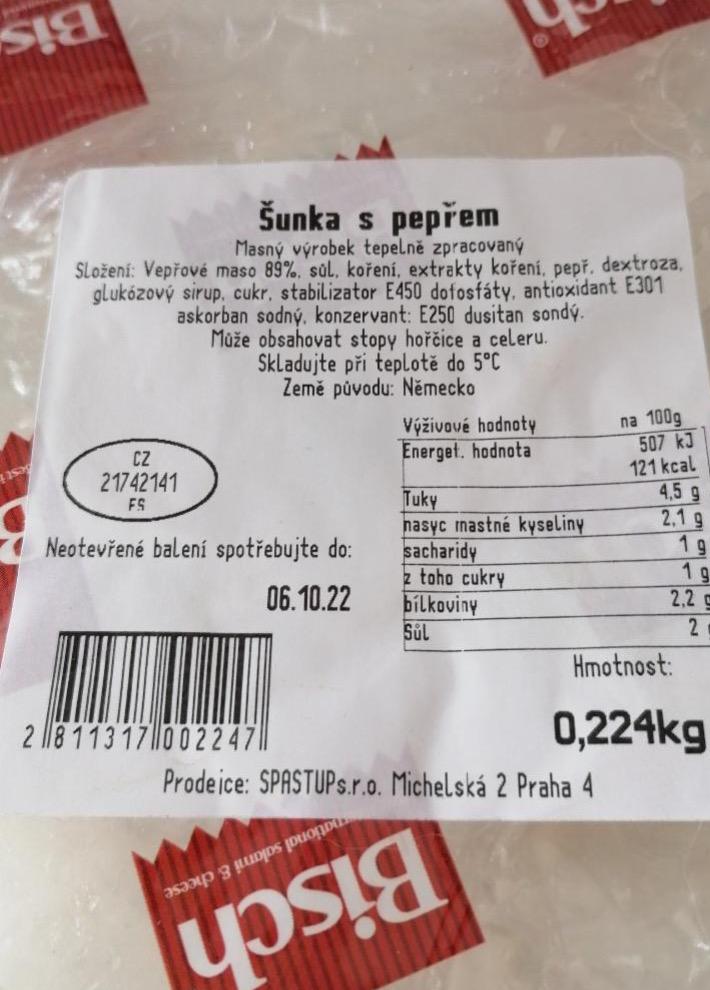 Bisch
Šunka s pepřem
Masný výrobek tepelně zpracovaný
Složení: Vepřové maso 89%, sůl, koření, extrakty koření, pepř, dextroza,
glukózový sirup, cukr, stabilizator E450 dofosfáty, antioxidant E301
askorban sodný, konzervant: E250 dusitan sondý.
Může obsahovat stopy hořčice a celeru.
Skladujte při teplotě do 5°C
Země původu: Německo
Výživové hodnoty na 100g
Energet. hodnota 507 kJ
121 kcal
Tuky 4,5 g
nasyc mastné kyseliny 2,1 g
sacharidy 1 g
z toho cukry 1 g
bílkoviny 2,2 g
Sůl 2
CZ
21742141
ES
Neotevřené balení spotřebujte do:
06.10.22
2 811317 002247
Hmotnost:
0,224kg
Prodejce: SPASTUPs.r.o. Michelská 2 Praha 4
salami & cheese
Bisch